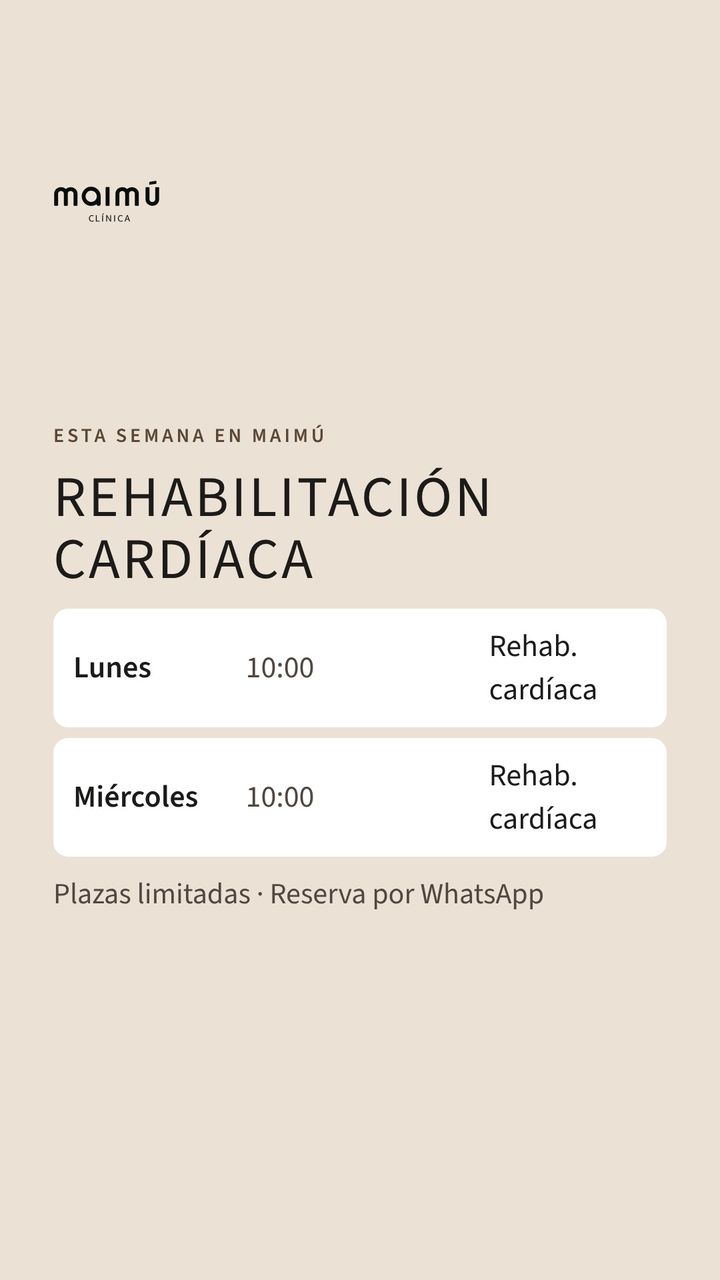 maimú
CLÍNICA
ESTA SEMANA EN MAIMÚ
REHABILITACIÓN
CARDÍACA
Lunes 10:00 Rehab.
cardíaca
Miércoles 10:00 Rehab.
cardíaca
Plazas limitadas · Reserva por WhatsApp